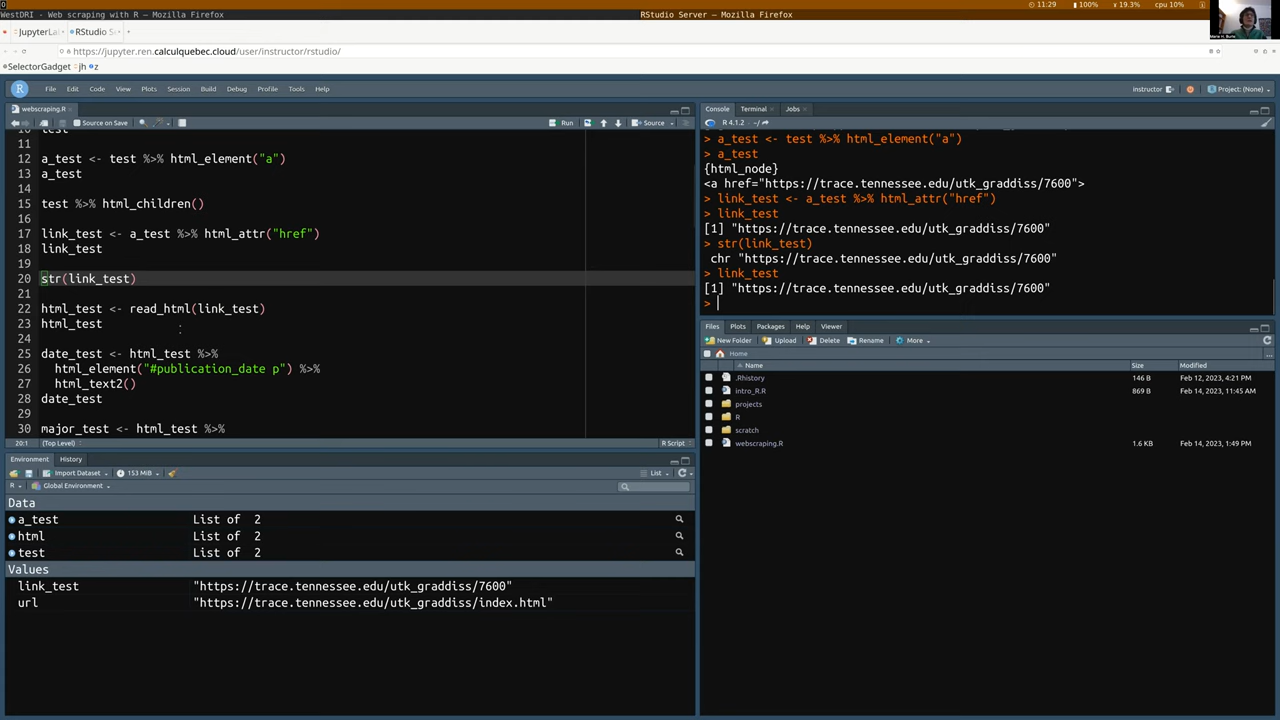 0
11:29
100%
19.3%
cpu 10%
WestDRI - Web scraping with R — Mozilla Firefox
RStudio Server — Mozilla Firefox
JupyterLa
RStudio Se
https://jupyter.ren.calculquebec.cloud/user/instructor/rstudio/
SelectorGadget jh z
R File Edit Code View Plots Session Build Debug Profile Tools Help
instructor Project: (None)
webscraping.R
Source on Save
Run
Source
10 test
11
12 a_test <- test %>% html_element("a")
13 a_test
14
15 test %>% html_children()
16
17 link_test <- a_test %>% html_attr("href")
18 link_test
19
20 str(link_test)
21
22 html_test <- read_html(link_test)
23 html_test
24
25 date_test <- html_test %>%
26 html_element("#publication_date p") %>%
27 html_text2()
28 date_test
29
30 major_test <- html_test %>%
20:1 (Top Level) R Script
Console Terminal Jobs
R 4.1.2 · ~/
> a_test <- test %>% html_element("a")
> a_test
{html_node}
<a href="https://trace.tennessee.edu/utk_graddiss/7600">
> link_test <- a_test %>% html_attr("href")
> link_test
[1] "https://trace.tennessee.edu/utk_graddiss/7600"
> str(link_test)
chr "https://trace.tennessee.edu/utk_graddiss/7600"
> link_test
[1] "https://trace.tennessee.edu/utk_graddiss/7600"
>
Environment History
Import Dataset 153 MiB List
R Global Environment
Data
a_test List of 2
html List of 2
test List of 2
Values
link_test "https://trace.tennessee.edu/utk_graddiss/7600"
url "https://trace.tennessee.edu/utk_graddiss/index.html"
Files Plots Packages Help Viewer
New Folder Upload Delete Rename More
Home
Name Size Modified
.Rhistory 146 B Feb 12, 2023, 4:21 PM
intro_R.R 869 B Feb 14, 2023, 11:45 AM
projects
R
scratch
webscraping.R 1.6 KB Feb 14, 2023, 1:49 PM